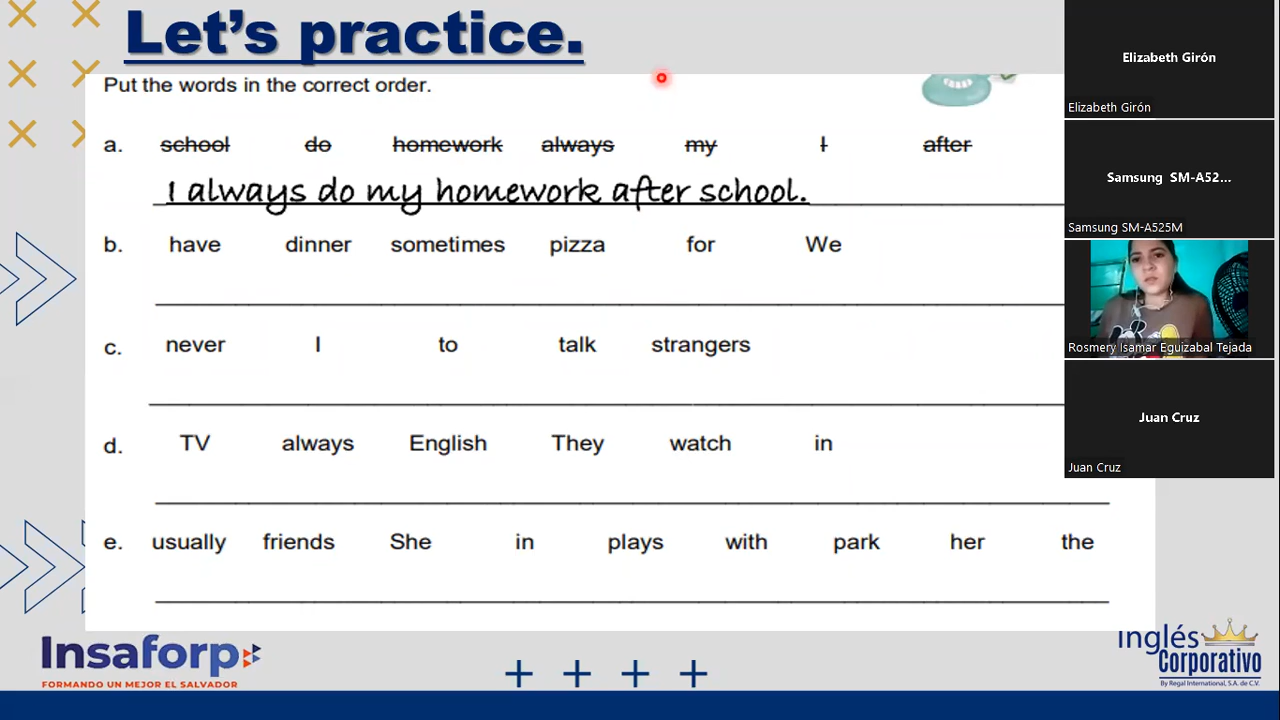 Let's practice.
Put the words in the correct order.
a. school do homework always my I after
I always do my homework after school.
b. have dinner sometimes pizza for We
c. never I to talk strangers
d. TV always English They watch in
e. usually friends She in plays with park her the
Elizabeth Girón
Elizabeth Girón
Samsung SM-A52...
Samsung SM-A525M
Rosmery Isamar Eguizabal Tejada
Juan Cruz
Juan Cruz
Insaforp
FORMANDO UN MEJOR EL SALVADOR
Inglés
Corporativo
By Regal International, S.A. de C.V.